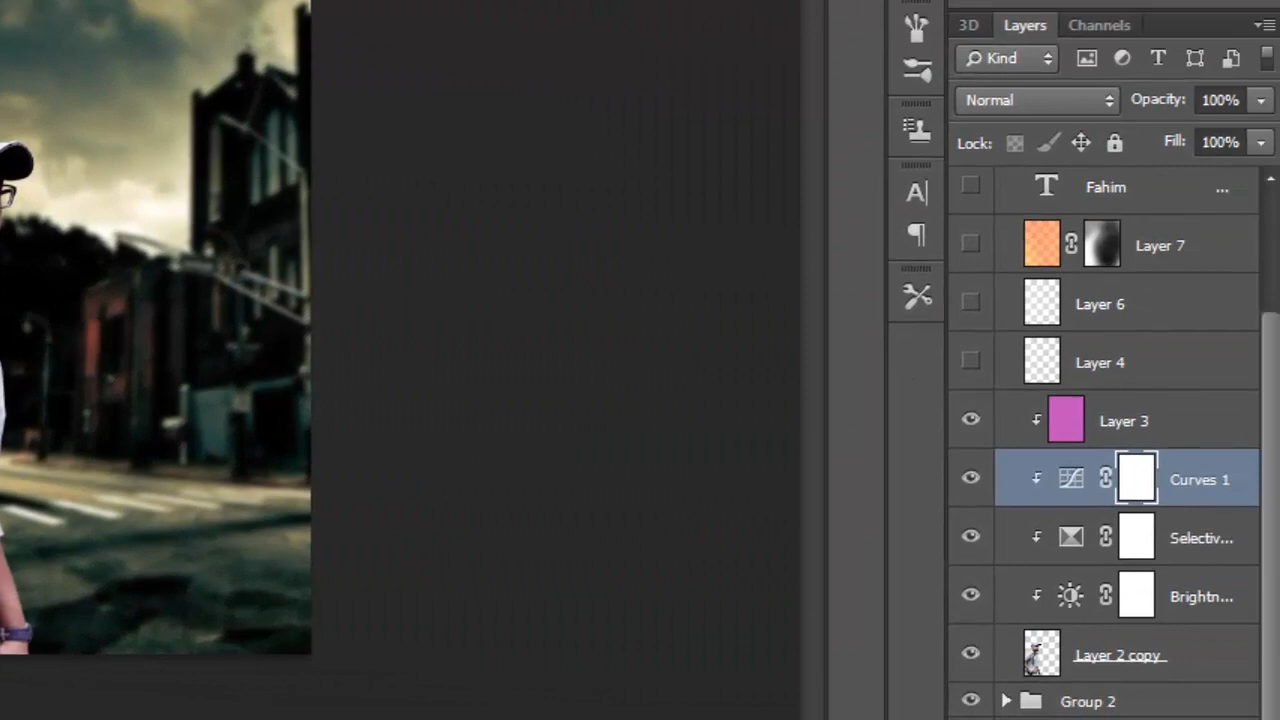 3D Layers Channels
Kind
Normal Opacity: 100%
Lock: Fill: 100%
Fahim ...
Layer 7
Layer 6
Layer 4
Layer 3
Curves 1
Selectiv...
Brightn...
Layer 2 copy
Group 2